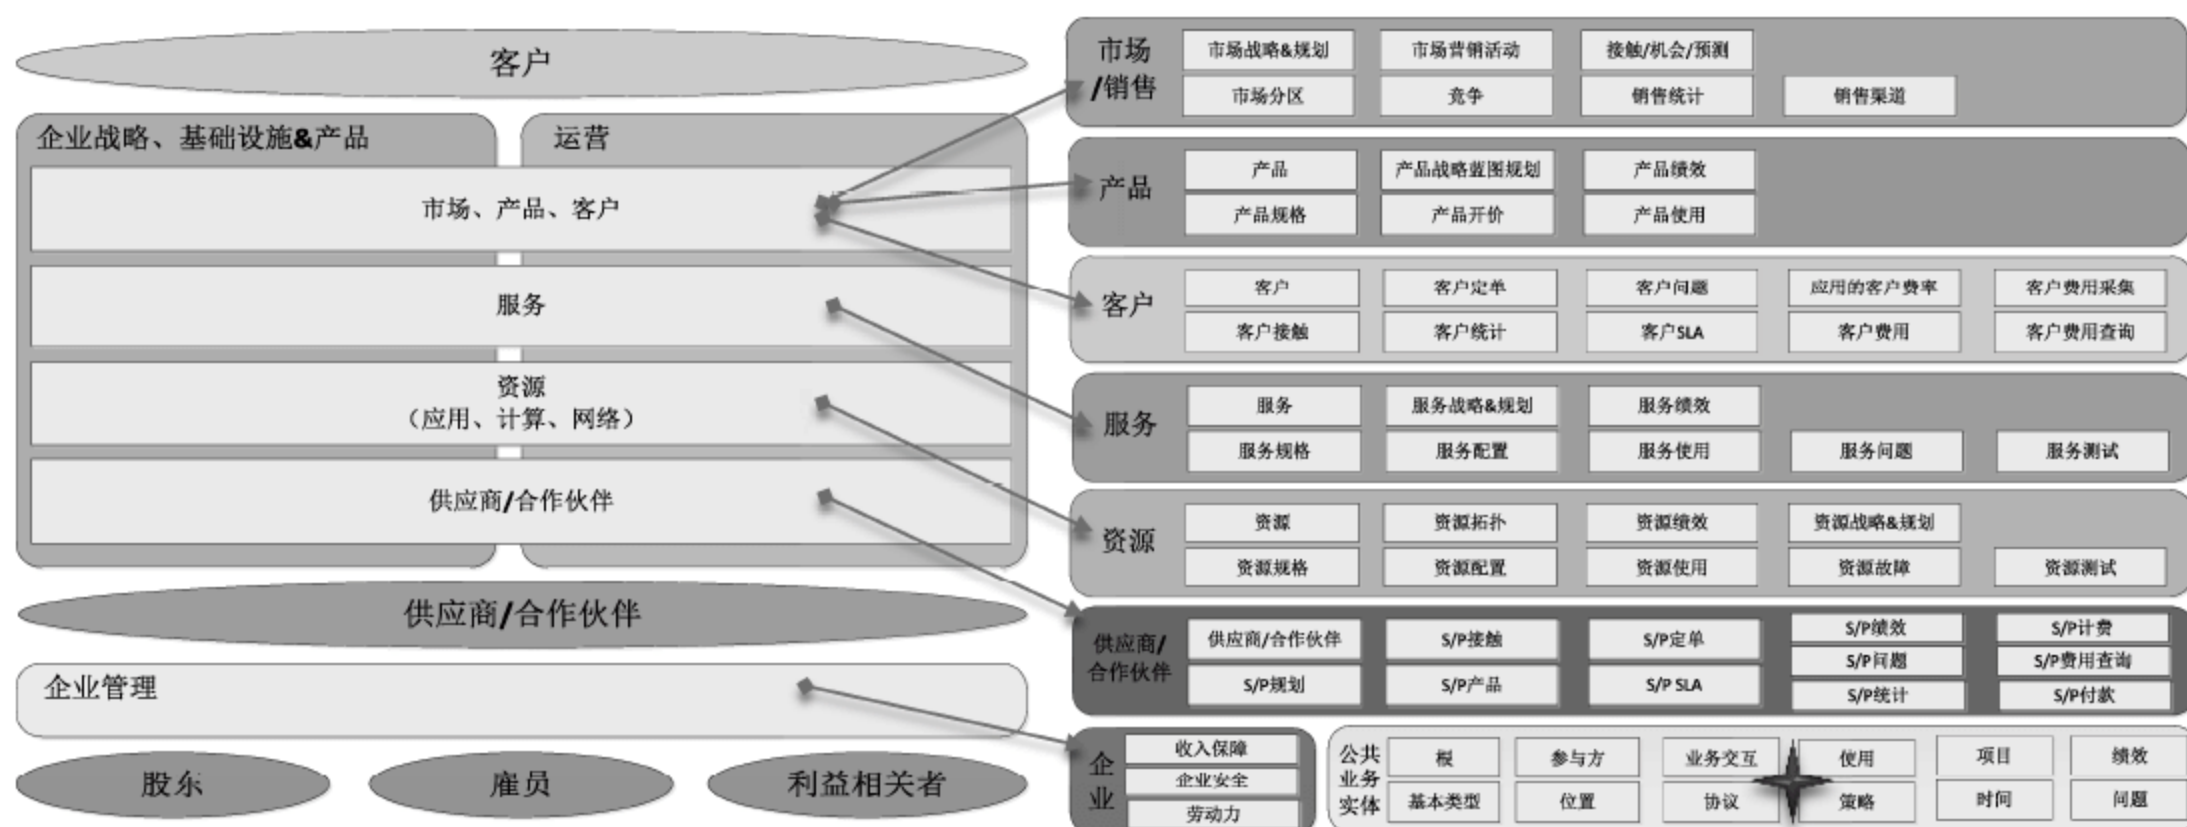 客户
企业战略、基础设施&产品
运营
市场、产品、客户
服务
资源
（应用、计算、网络）
供应商/合作伙伴
供应商/合作伙伴
企业管理
股东
雇员
利益相关者
市场
/销售
市场战略&规划
市场营销活动
接触/机会/预测
市场分区
竞争
销售统计
销售渠道
产品
产品
产品战略蓝图规划
产品绩效
产品规格
产品开价
产品使用
客户
客户
客户定单
客户问题
应用的客户费率
客户费用采集
客户接触
客户统计
客户SLA
客户费用
客户费用查询
服务
服务
服务战略&规划
服务绩效
服务规格
服务配置
服务使用
服务问题
服务测试
资源
资源
资源拓扑
资源绩效
资源战略&规划
资源规格
资源配置
资源使用
资源故障
资源测试
供应商/
合作伙伴
供应商/合作伙伴
S/P接触
S/P定单
S/P绩效
S/P计费
S/P问题
S/P费用查询
S/P规划
S/P产品
S/P SLA
S/P统计
S/P付款
企
业
收入保障
企业安全
劳动力
公共
业务
实体
根
参与方
业务交互
使用
项目
绩效
基本类型
位置
协议
策略
时间
问题